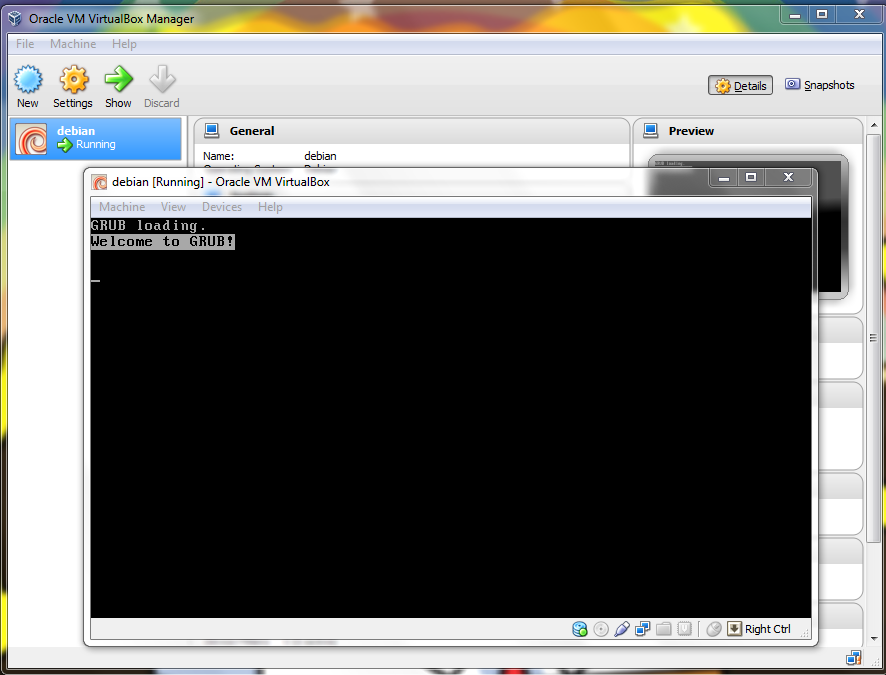 Oracle VM VirtualBox Manager
File Machine Help
New Settings Show Discard
Details Snapshots
debian
Running
General
Name: debian
Preview
debian [Running] - Oracle VM VirtualBox
Machine View Devices Help
GRUB loading.
Welcome to GRUB!
Right Ctrl